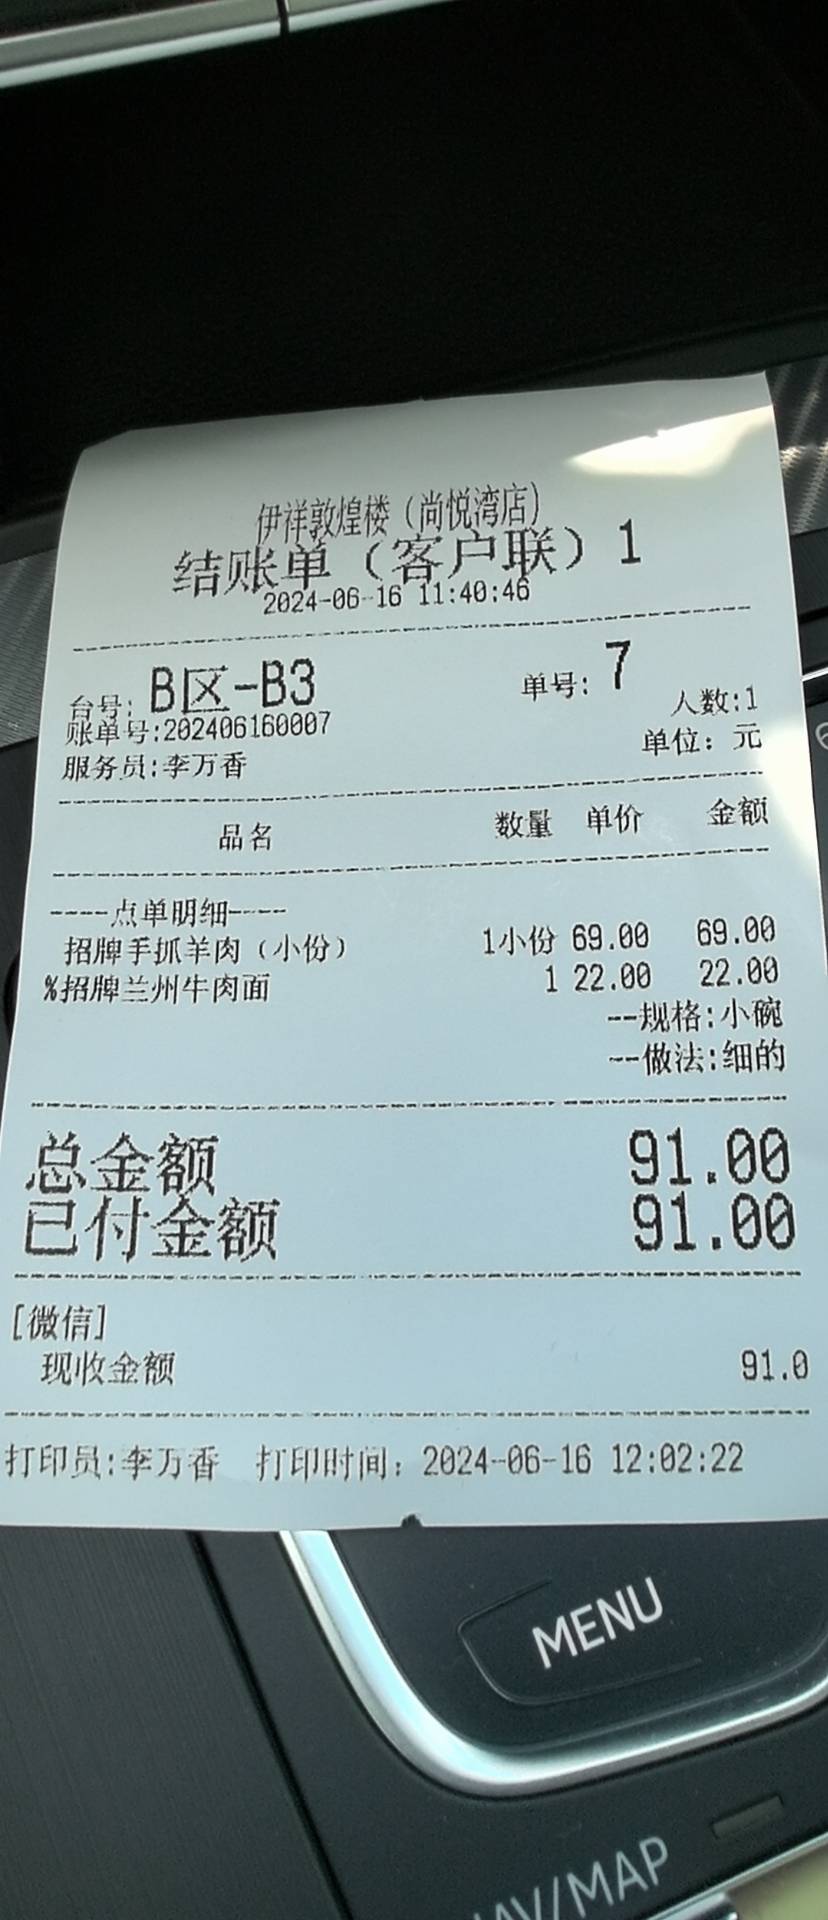 伊祥敦煌楼（尚悦湾店）
结账单（客户联）1
2024-06-16 11:40:46
台号: B区-B3 单号: 7
账单号:202406160007 人数:1
服务员:李万香 单位: 元
品名 数量 单价 金额
----点单明细----
招牌手抓羊肉（小份） 1小份 69.00 69.00
%招牌兰州牛肉面 1 22.00 22.00
--规格:小碗
--做法:细的
总金额 91.00
已付金额 91.00
[微信]
现收金额 91.0
打印员:李万香 打印时间: 2024-06-16 12:02:22
MENU
NAV/MAP